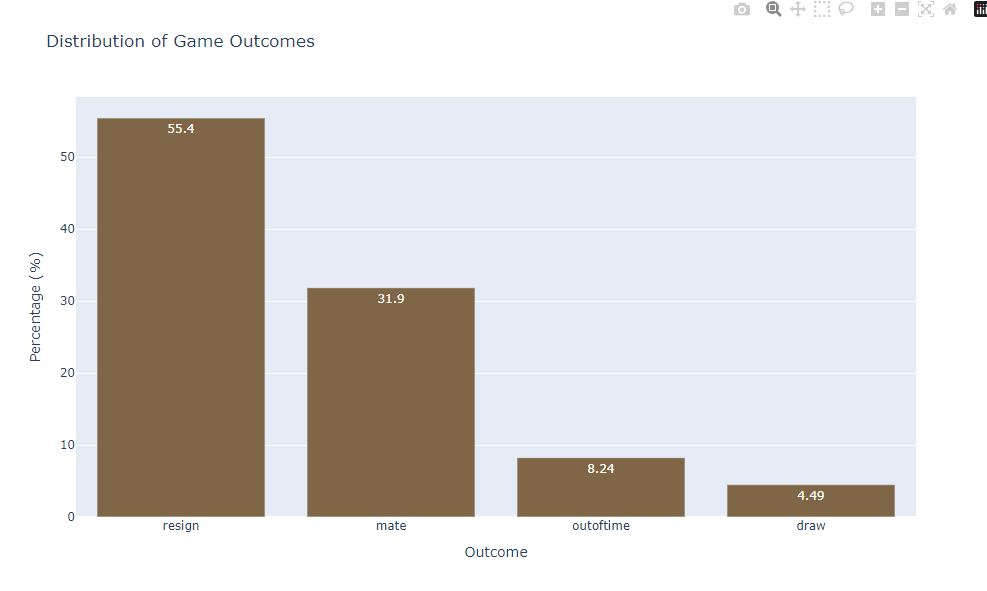 Distribution of Game Outcomes
55.4
50
40
31.9
30
20
10
8.24
4.49
0
resign
mate
outoftime
draw
Percentage (%)
Outcome